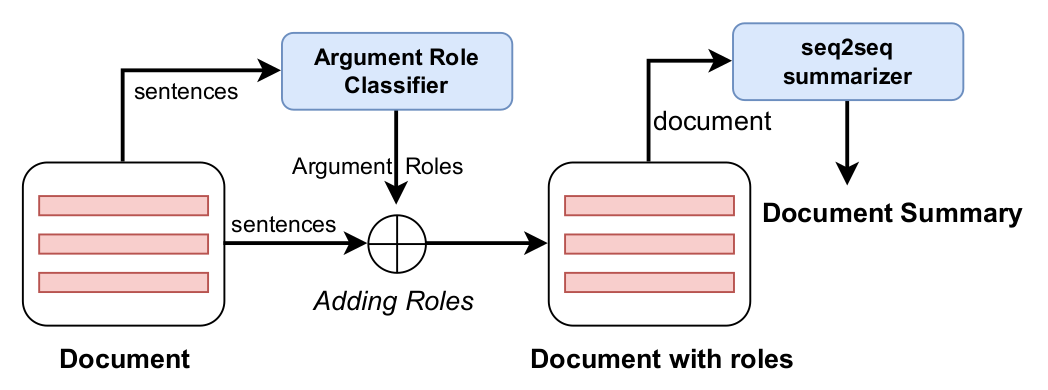 Argument Role
Classifier
sentences
Argument Roles
sentences
Adding Roles
Document
seq2seq
summarizer
document
Document Summary
Document with roles